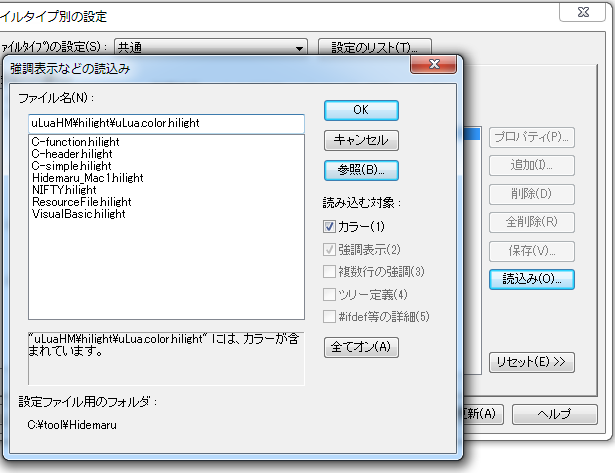 イルタイプ別の設定
ァイルタイプの設定(S)：
共通
設定のリスト(T)...
強調表示などの読込み
ファイル名(N)：
uLuaHM¥hilight¥uLua.color.hilight
C-function.hilight
C-header.hilight
C-simple.hilight
Hidemaru_Mac1.hilight
NIFTY.hilight
ResourceFile.hilight
VisualBasic.hilight
OK
キャンセル
参照(B)...
読み込む対象：
カラー(1)
強調表示(2)
複数行の強調(3)
ツリー定義(4)
#ifdef等の詳細(5)
全てオン(A)
"uLuaHM¥hilight¥uLua.color.hilight" には、カラーが含
まれています。
設定ファイル用のフォルダ：
C:¥tool¥Hidemaru
プロパティ(P)...
追加(I)...
削除(D)
全削除(R)
保存(V)...
読込み(O)...
リセット(E) >>
更新(A)
ヘルプ